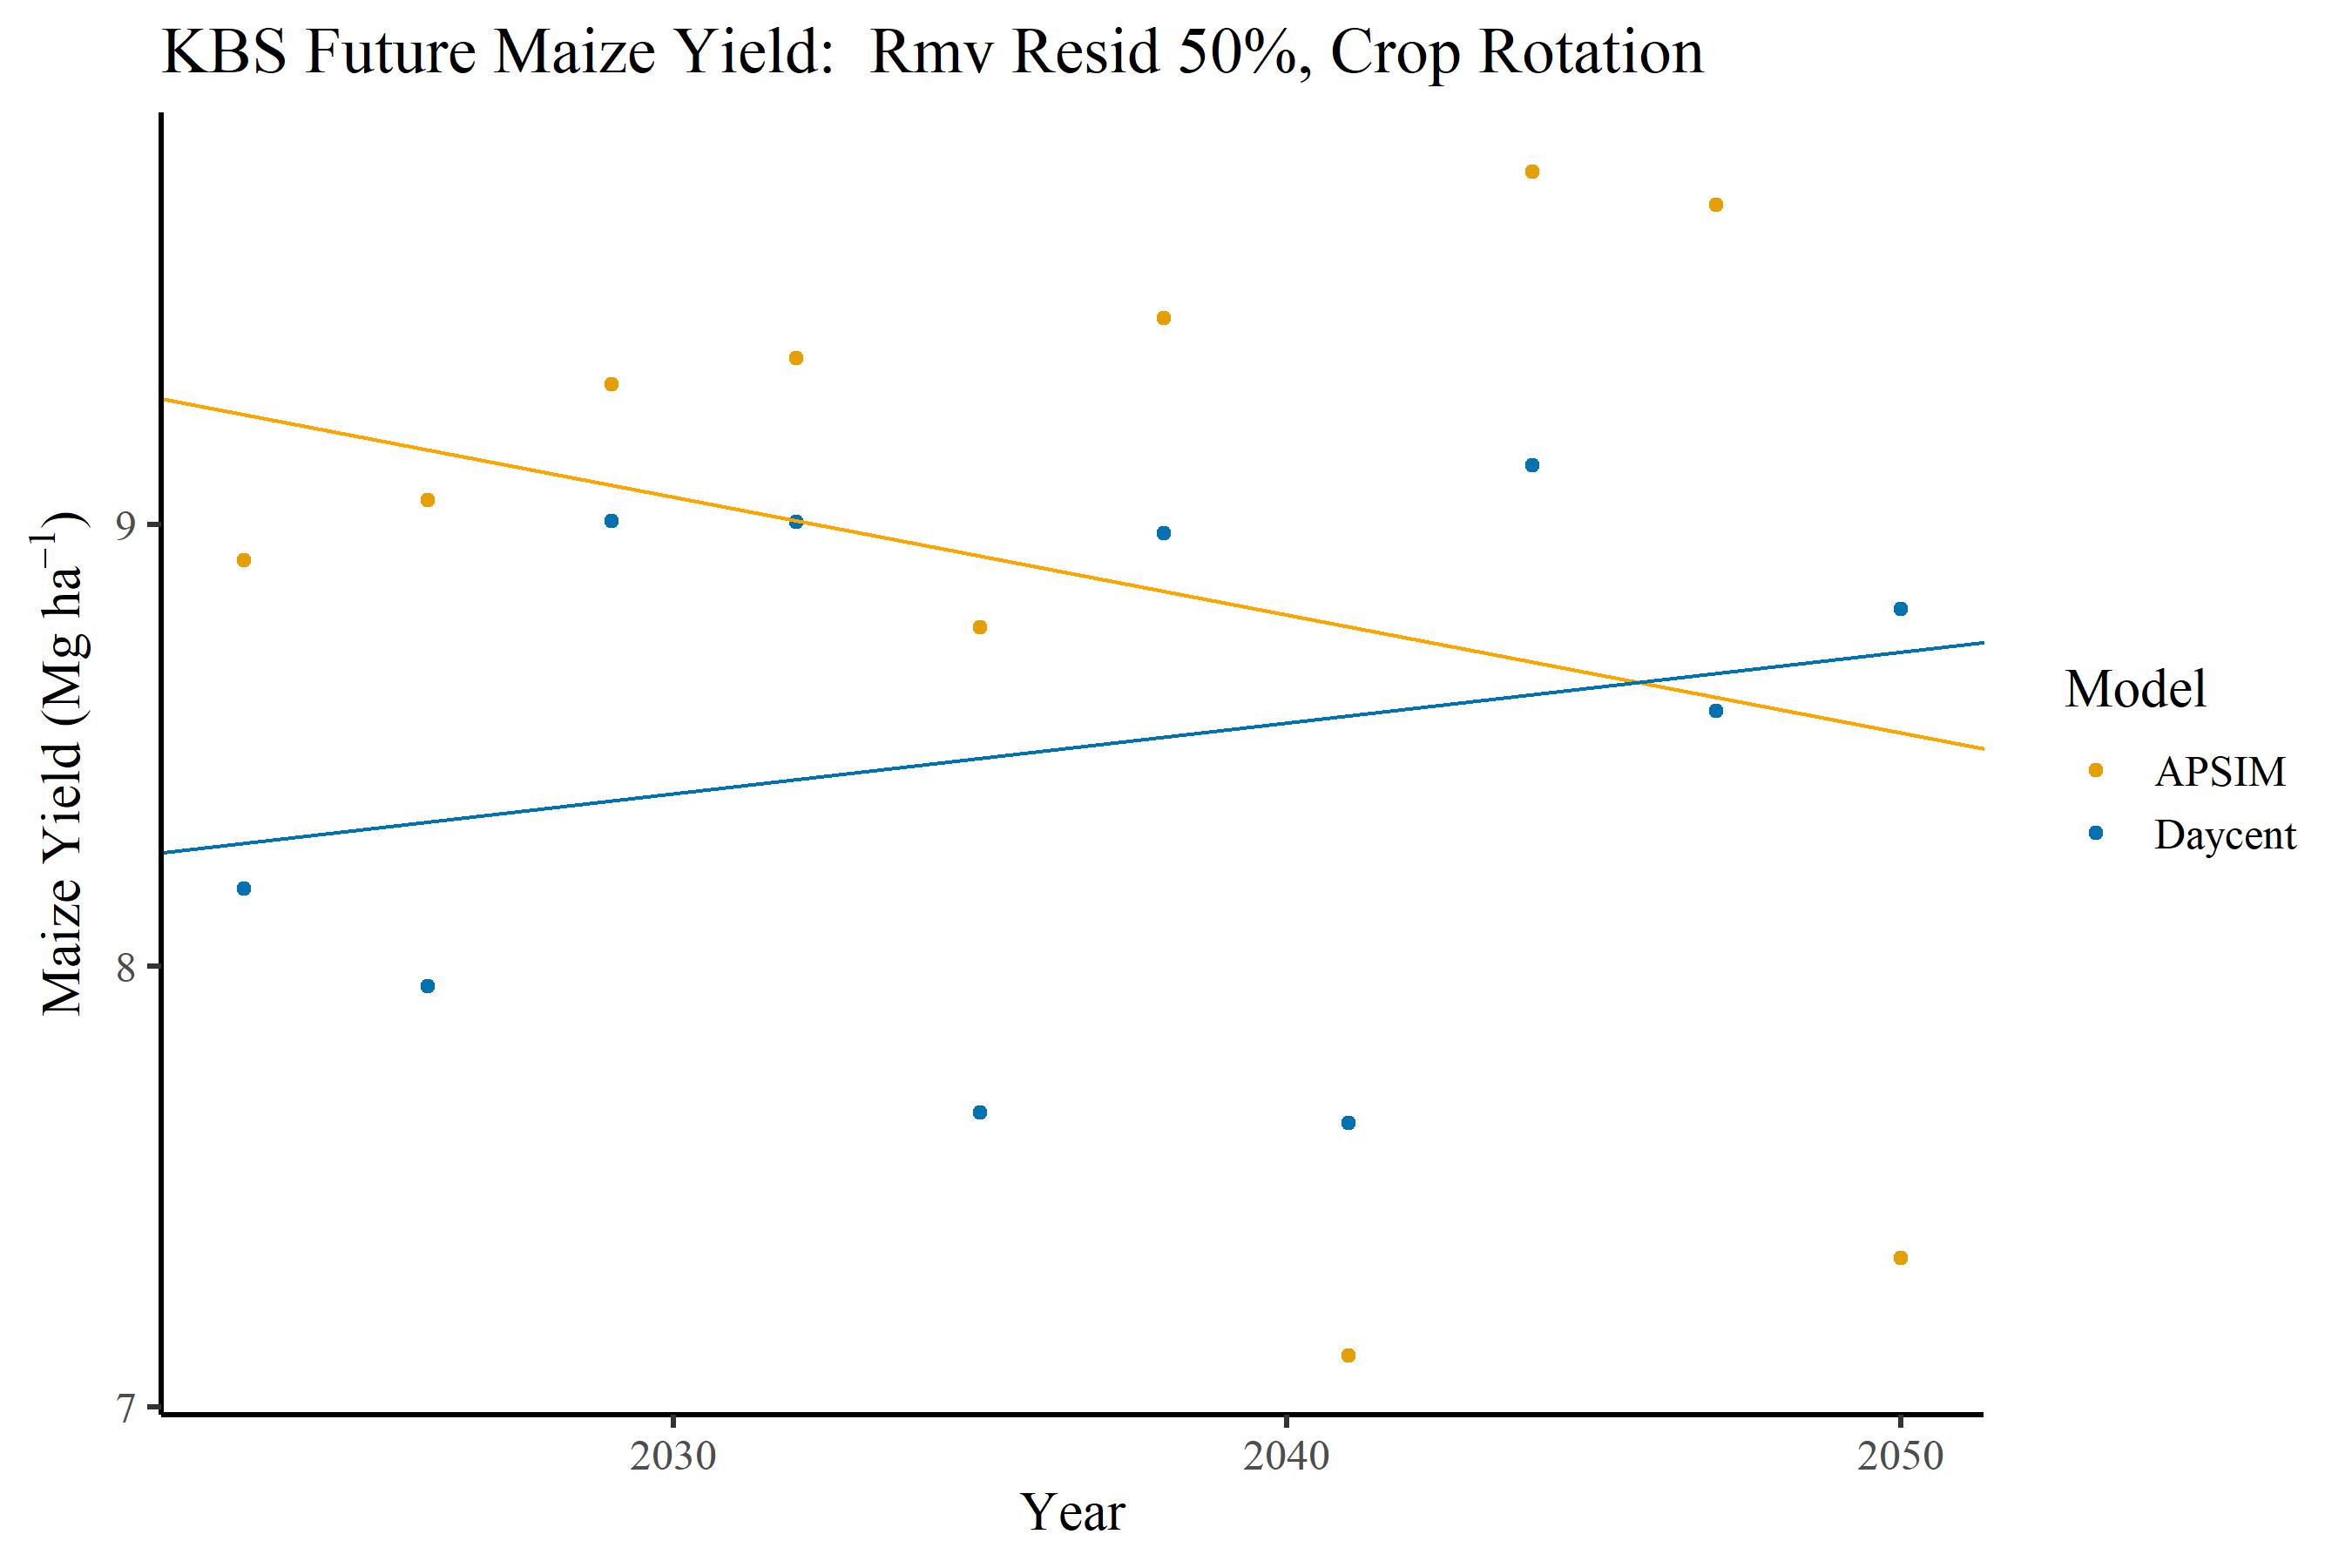 KBS Future Maize Yield:  Rmv Resid 50%, Crop Rotation
Maize Yield (Mg ha⁻¹)
9
8
7
2030
2040
2050
Year
Model
APSIM
Daycent